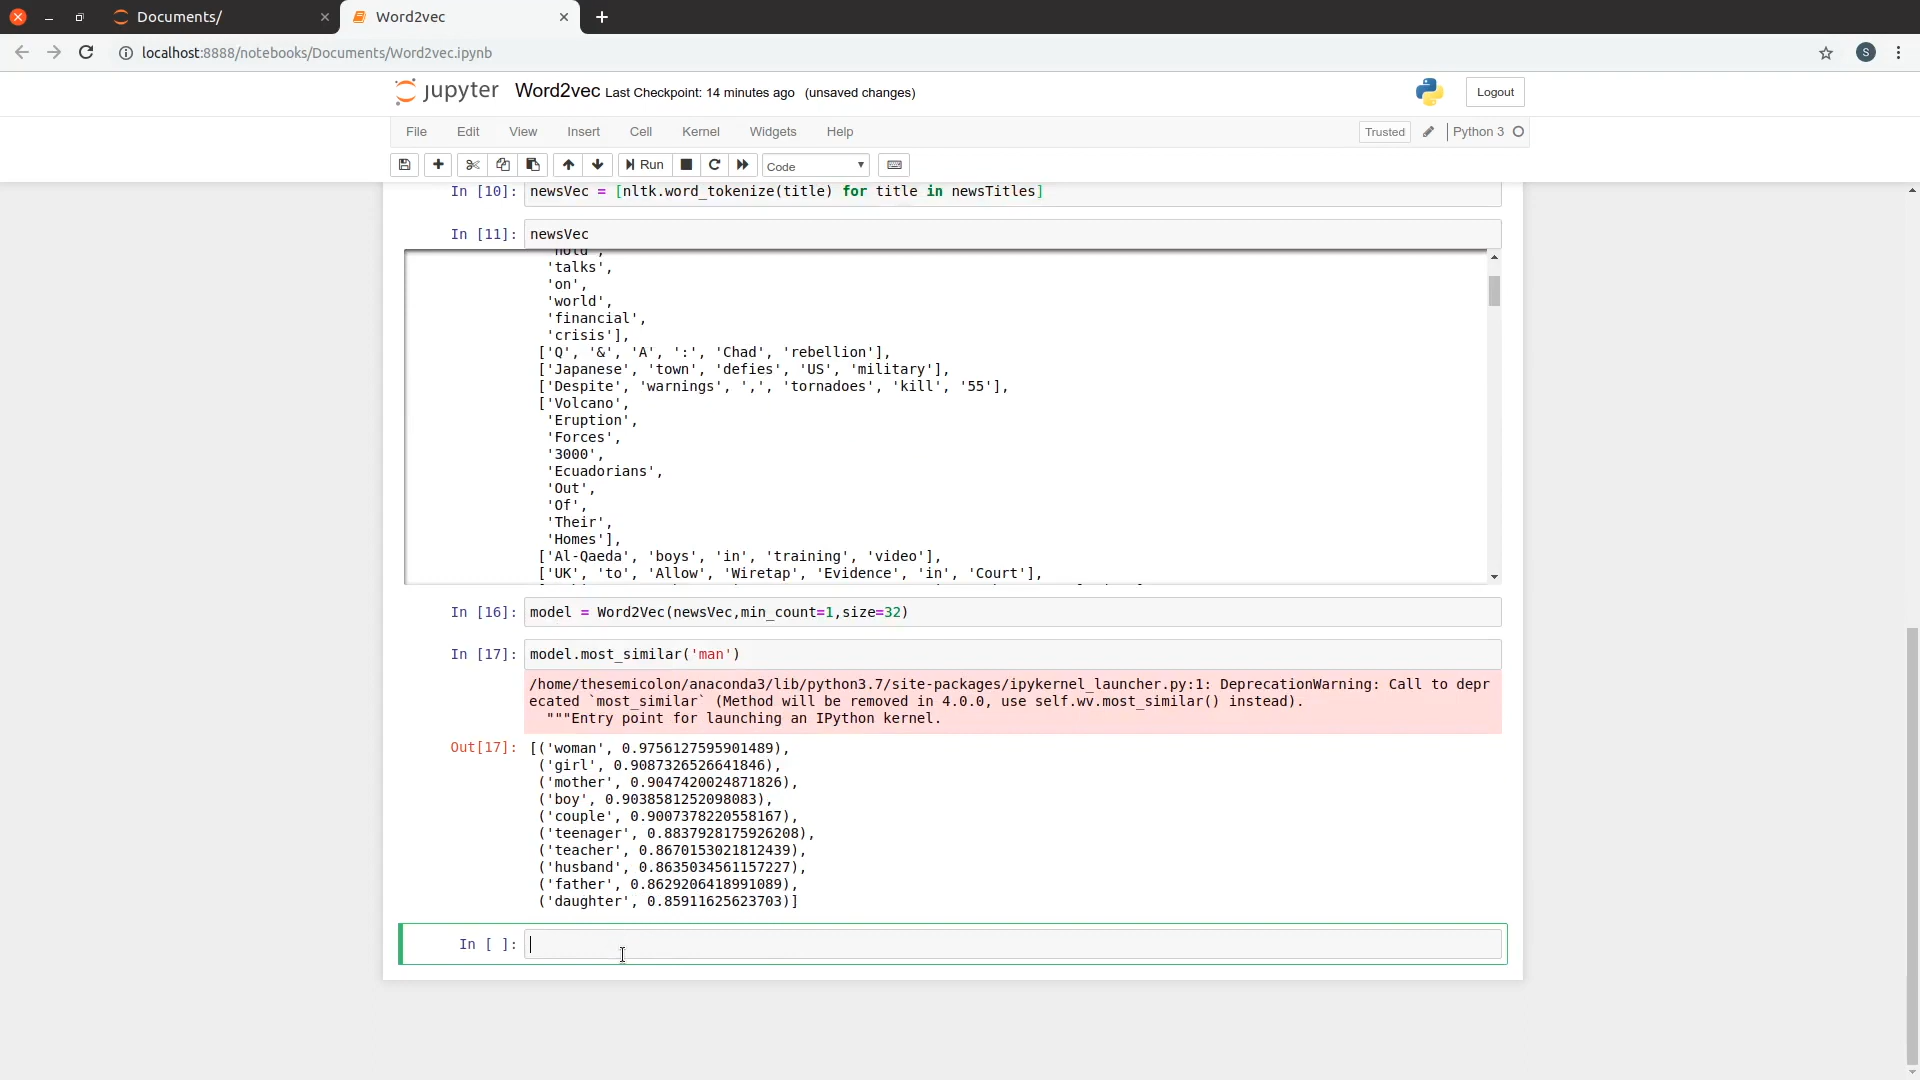 Documents/
Word2vec
localhost:8888/notebooks/Documents/Word2vec.ipynb
S
jupyter Word2vec Last Checkpoint: 14 minutes ago (unsaved changes)
Logout
File Edit View Insert Cell Kernel Widgets Help
Trusted Python 3
Run Code
In [10]: newsVec = [nltk.word_tokenize(title) for title in newsTitles]
In [11]: newsVec
'hold',
'talks',
'on',
'world',
'financial',
'crisis'],
['Q', '&', 'A', ':', 'Chad', 'rebellion'],
['Japanese', 'town', 'defies', 'US', 'military'],
['Despite', 'warnings', ',', 'tornadoes', 'kill', '55'],
['Volcano',
'Eruption',
'Forces',
'3000',
'Ecuadorians',
'Out',
'Of',
'Their',
'Homes'],
['Al-Qaeda', 'boys', 'in', 'training', 'video'],
['UK', 'to', 'Allow', 'Wiretap', 'Evidence', 'in', 'Court'],
In [16]: model = Word2Vec(newsVec,min_count=1,size=32)
In [17]: model.most_similar('man')
/home/thesemicolon/anaconda3/lib/python3.7/site-packages/ipykernel_launcher.py:1: DeprecationWarning: Call to depr
ecated `most_similar` (Method will be removed in 4.0.0, use self.wv.most_similar() instead).
"""Entry point for launching an IPython kernel.
Out[17]: [('woman', 0.9756127595901489),
('girl', 0.9087326526641846),
('mother', 0.9047420024871826),
('boy', 0.9038581252098083),
('couple', 0.9007378220558167),
('teenager', 0.8837928175926208),
('teacher', 0.8670153021812439),
('husband', 0.8635034561157227),
('father', 0.8629206418991089),
('daughter', 0.85911625623703)]
In [ ]: